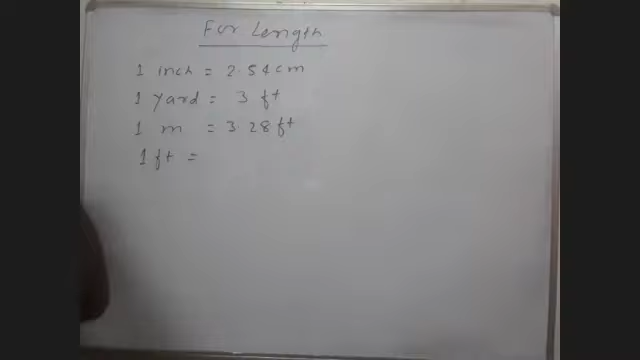 For Length
1 inch = 2.54 cm
1 Yard = 3 ft
1 m = 3.28 ft
1 ft =